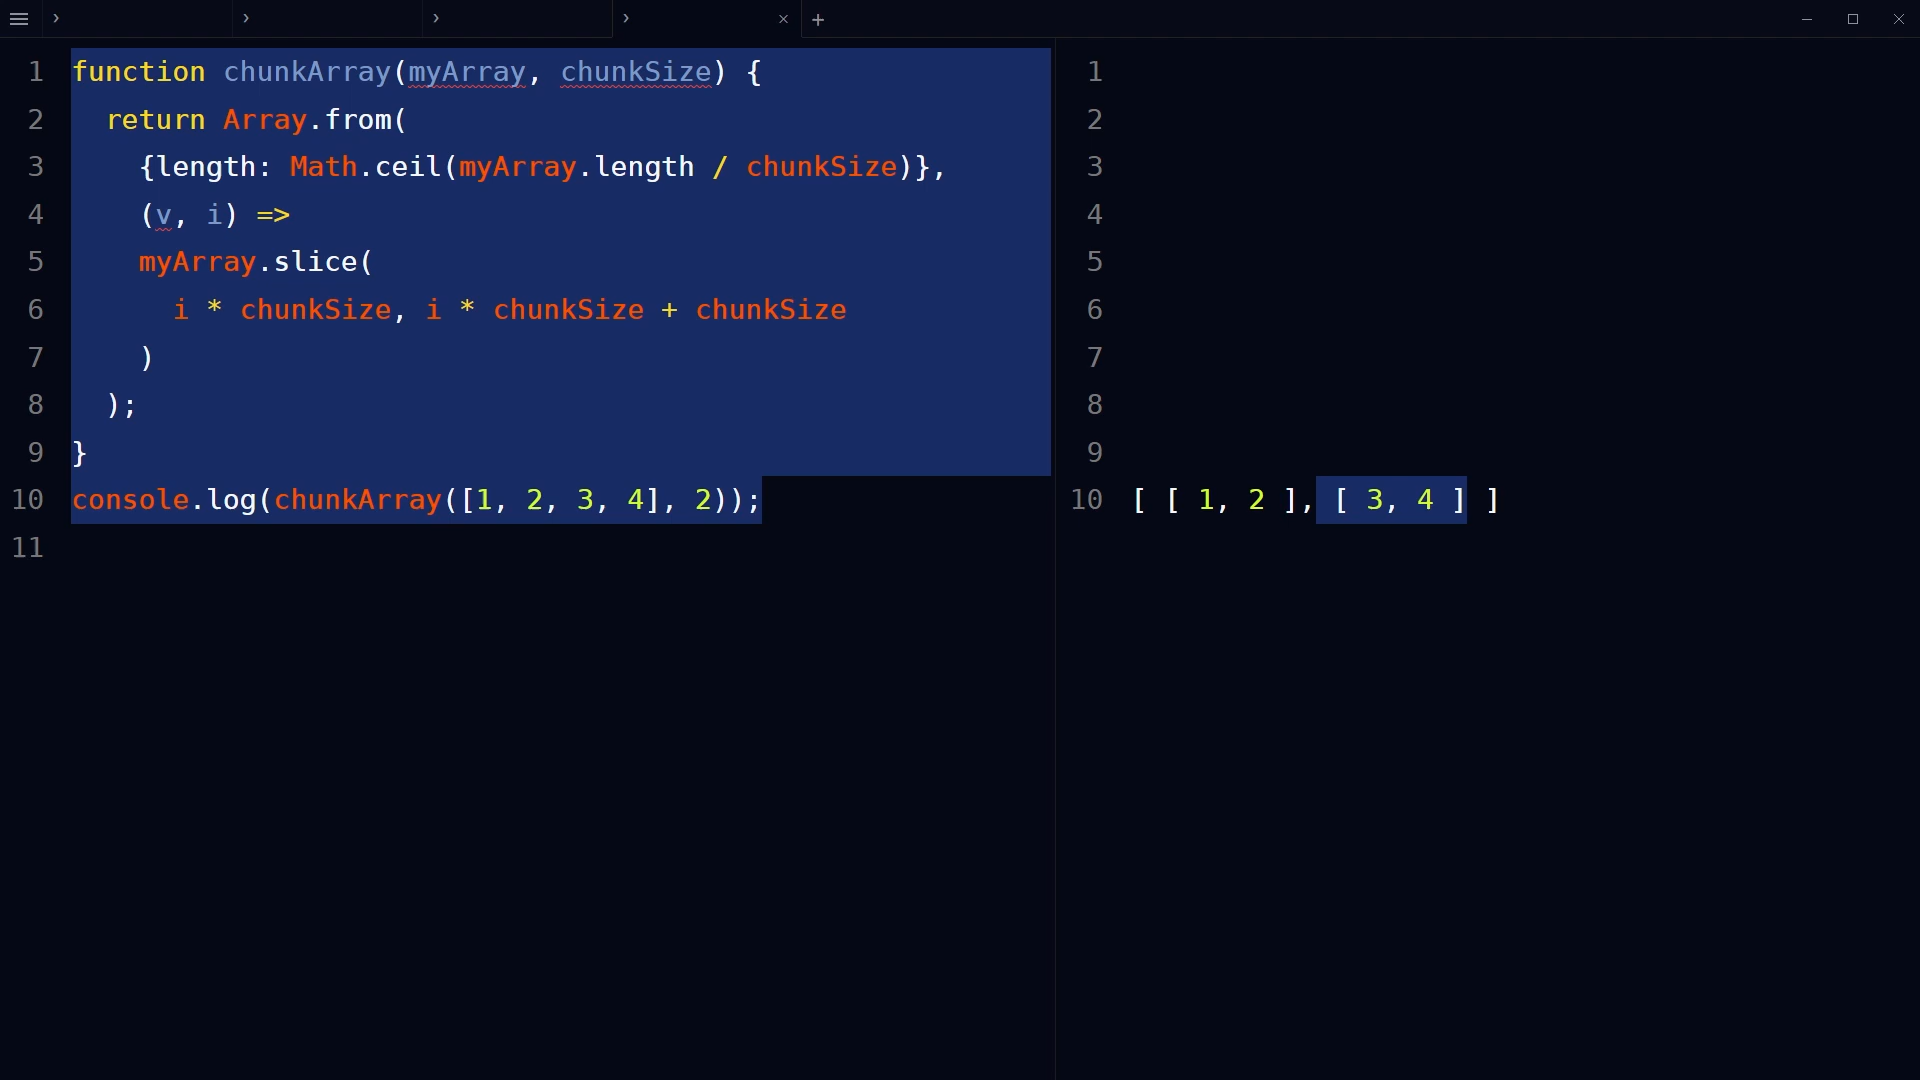 1 function chunkArray(myArray, chunkSize) {
2   return Array.from(
3     {length: Math.ceil(myArray.length / chunkSize)},
4     (v, i) =>
5     myArray.slice(
6       i * chunkSize, i * chunkSize + chunkSize
7     )
8   );
9 }
10 console.log(chunkArray([1, 2, 3, 4], 2));
11
1
2
3
4
5
6
7
8
9
10 [ [ 1, 2 ], [ 3, 4 ] ]